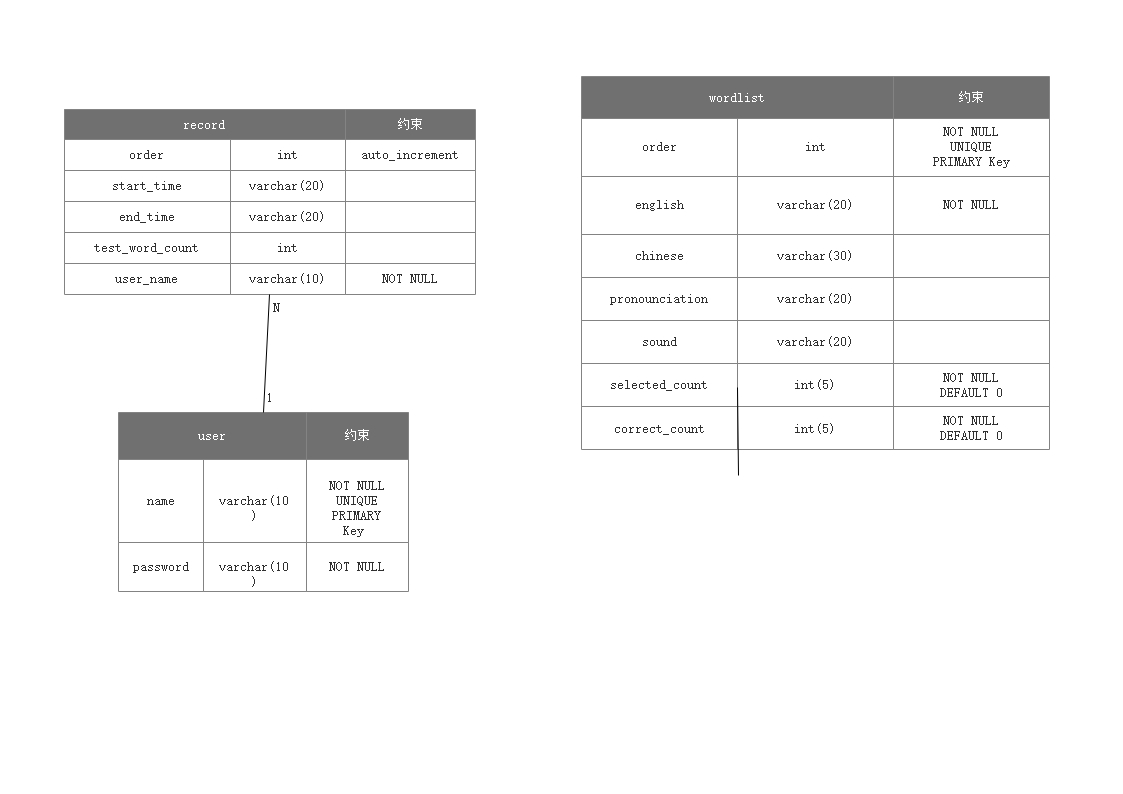 record 约束
order int auto_increment
start_time varchar(20)
end_time varchar(20)
test_word_count int
user_name varchar(10) NOT NULL
N
1
user 约束
name varchar(10
) NOT NULL
UNIQUE
PRIMARY
Key
password varchar(10
) NOT NULL
wordlist 约束
order int NOT NULL
UNIQUE
PRIMARY Key
english varchar(20) NOT NULL
chinese varchar(30)
pronounciation varchar(20)
sound varchar(20)
selected_count int(5) NOT NULL
DEFAULT 0
correct_count int(5) NOT NULL
DEFAULT 0